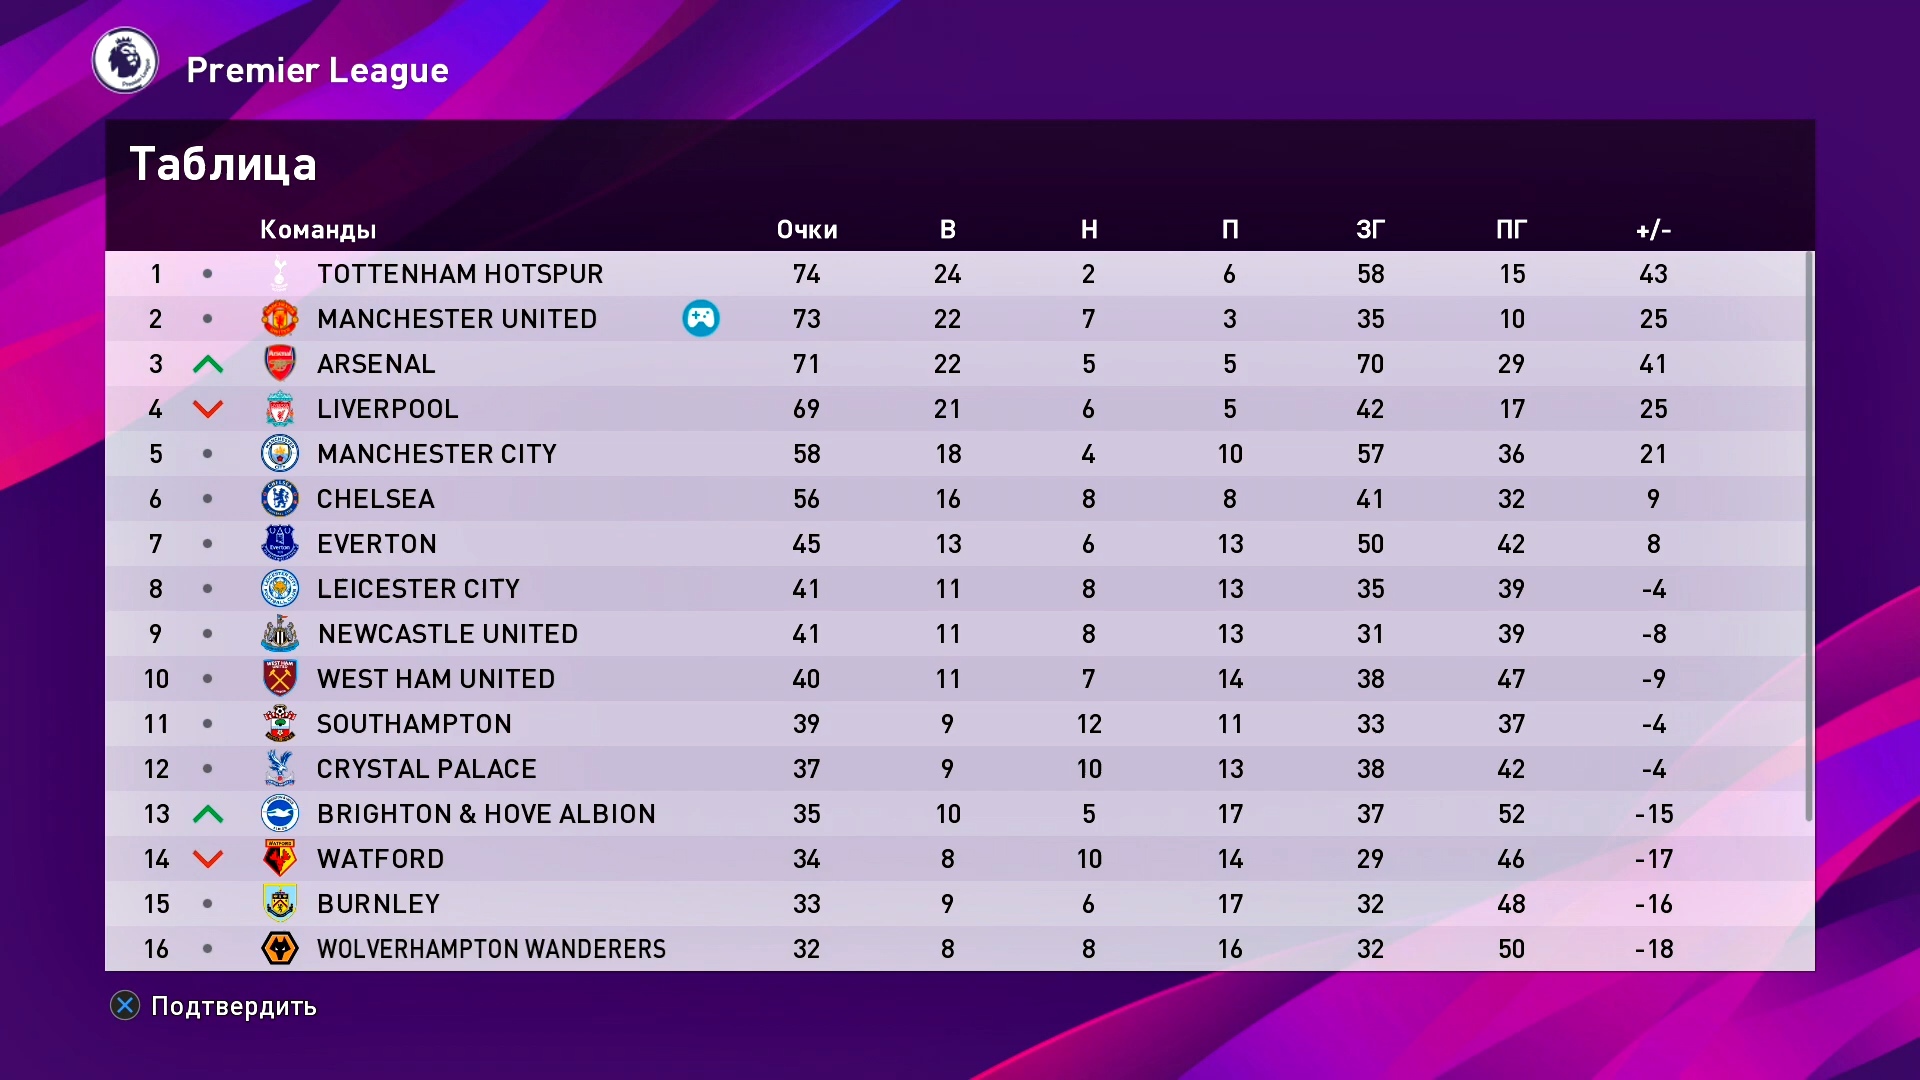 Premier League
Таблица
Команды Очки В Н П ЗГ ПГ +/-
1 TOTTENHAM HOTSPUR 74 24 2 6 58 15 43
2 MANCHESTER UNITED 73 22 7 3 35 10 25
3 ARSENAL 71 22 5 5 70 29 41
4 LIVERPOOL 69 21 6 5 42 17 25
5 MANCHESTER CITY 58 18 4 10 57 36 21
6 CHELSEA 56 16 8 8 41 32 9
7 EVERTON 45 13 6 13 50 42 8
8 LEICESTER CITY 41 11 8 13 35 39 -4
9 NEWCASTLE UNITED 41 11 8 13 31 39 -8
10 WEST HAM UNITED 40 11 7 14 38 47 -9
11 SOUTHAMPTON 39 9 12 11 33 37 -4
12 CRYSTAL PALACE 37 9 10 13 38 42 -4
13 BRIGHTON & HOVE ALBION 35 10 5 17 37 52 -15
14 WATFORD 34 8 10 14 29 46 -17
15 BURNLEY 33 9 6 17 32 48 -16
16 WOLVERHAMPTON WANDERERS 32 8 8 16 32 50 -18
Подтвердить